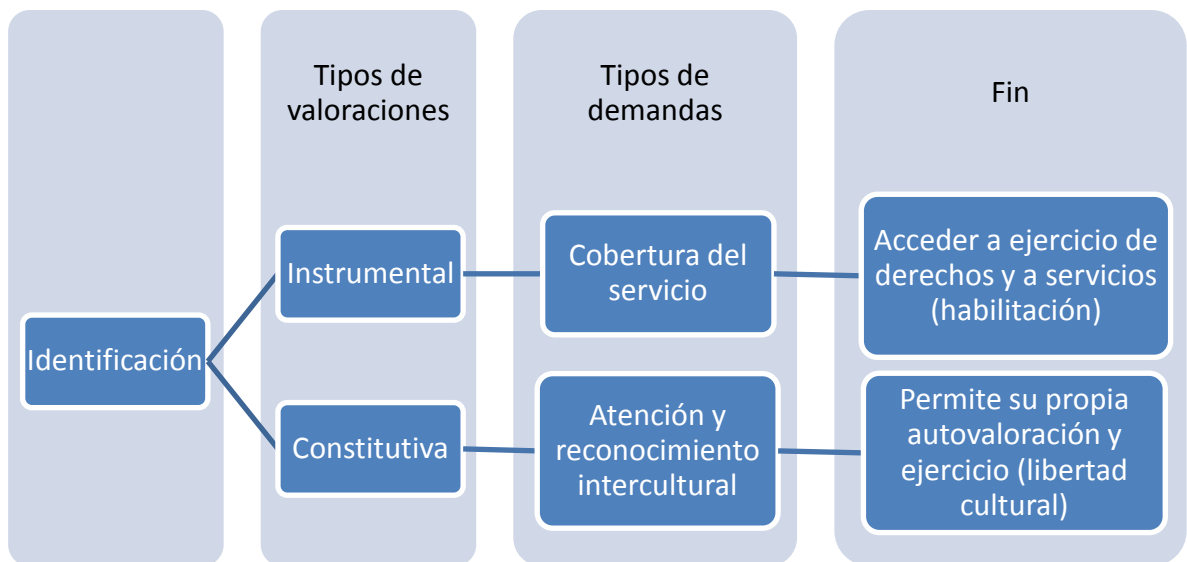 Tipos de
valoraciones
Tipos de
demandas
Fin
Identificación
Instrumental
Cobertura del
servicio
Acceder a ejercicio de
derechos y a servicios
(habilitación)
Constitutiva
Atención y
reconocimiento
intercultural
Permite su propia
autovaloración y
ejercicio (libertad
cultural)